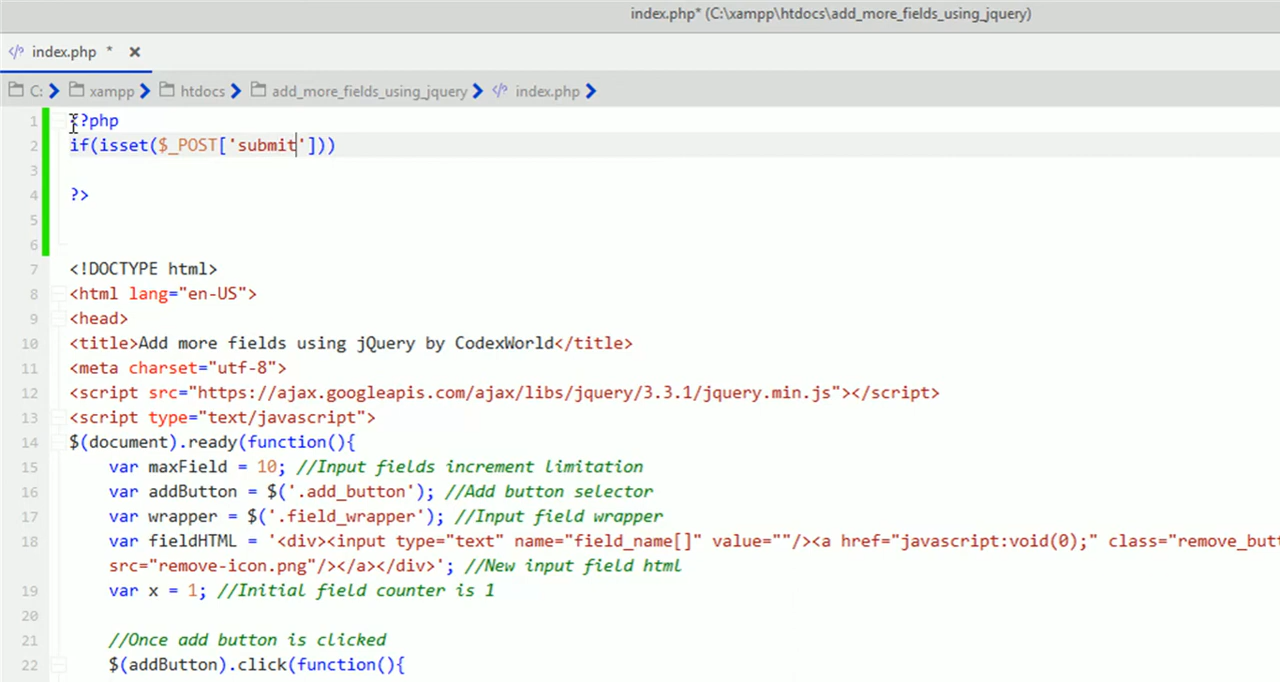 index.php* (C:\xampp\htdocs\add_more_fields_using_jquery)
index.php *
C: xampp htdocs add_more_fields_using_jquery index.php
1 <?php
2 if(isset($_POST['submit']))
3
4 ?>
5
6
7 <!DOCTYPE html>
8 <html lang="en-US">
9 <head>
10 <title>Add more fields using jQuery by CodexWorld</title>
11 <meta charset="utf-8">
12 <script src="https://ajax.googleapis.com/ajax/libs/jquery/3.3.1/jquery.min.js"></script>
13 <script type="text/javascript">
14 $(document).ready(function(){
15 var maxField = 10; //Input fields increment limitation
16 var addButton = $('.add_button'); //Add button selector
17 var wrapper = $('.field_wrapper'); //Input field wrapper
18 var fieldHTML = '<div><input type="text" name="field_name[]" value=""/><a href="javascript:void(0);" class="remove_butt
src="remove-icon.png"/></a></div>'; //New input field html
19 var x = 1; //Initial field counter is 1
20
21 //Once add button is clicked
22 $(addButton).click(function(){